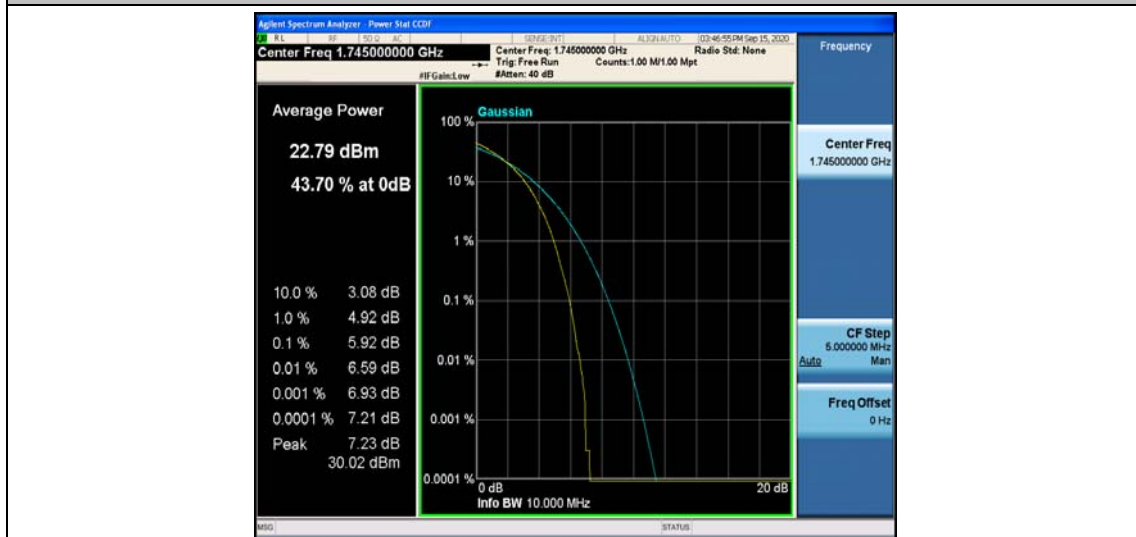 Agilent Spectrum Analyzer - Power Stat CCDF
RL RF 50 Ω AC SENSE:INT ALIGN AUTO 03:46:55 PM Sep 15, 2020
Center Freq 1.745000000 GHz
Center Freq: 1.745000000 GHz Radio Std: None
Trig: Free Run Counts:1.00 M/1.00 Mpt
#IFGain:Low #Atten: 40 dB
Frequency
Average Power
22.79 dBm
43.70 % at 0dB
10.0 % 3.08 dB
1.0 % 4.92 dB
0.1 % 5.92 dB
0.01 % 6.59 dB
0.001 % 6.93 dB
0.0001 % 7.21 dB
Peak 7.23 dB
30.02 dBm
Gaussian
100 %
10 %
1 %
0.1 %
0.01 %
0.001 %
0.0001 %
0 dB 20 dB
Info BW 10.000 MHz
Center Freq
1.745000000 GHz
CF Step
5.000000 MHz
Auto Man
Freq Offset
0 Hz
MSG STATUS